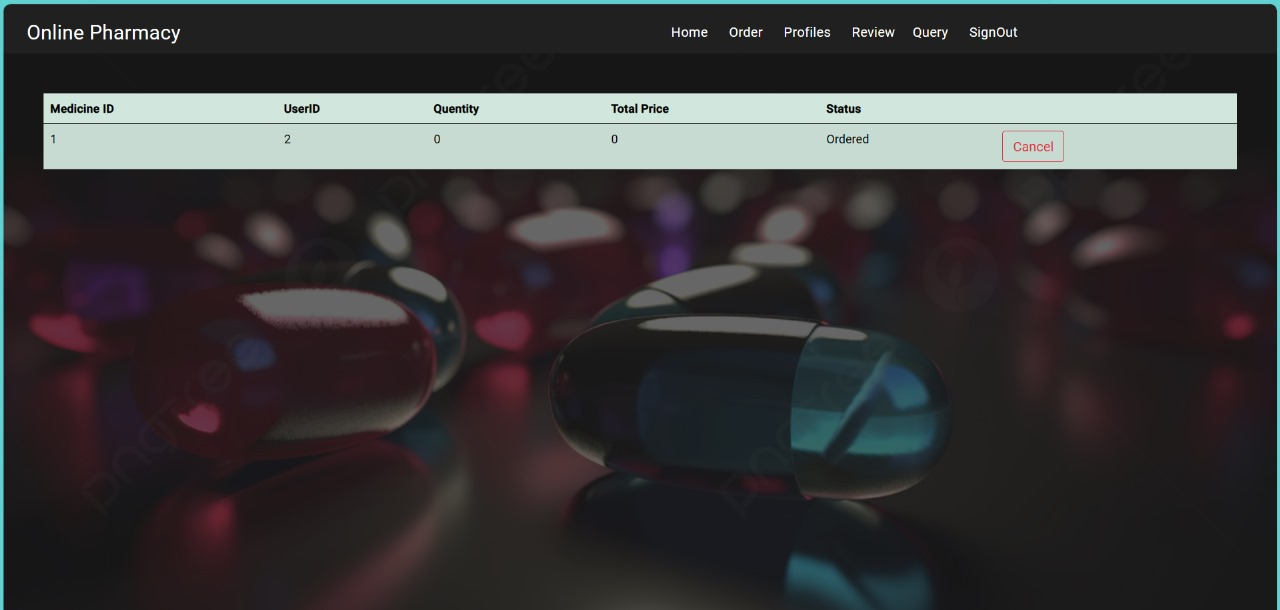 Online Pharmacy Home Order Profiles Review Query SignOut
Medicine ID UserID Quentity Total Price Status
1 2 0 0 Ordered Cancel